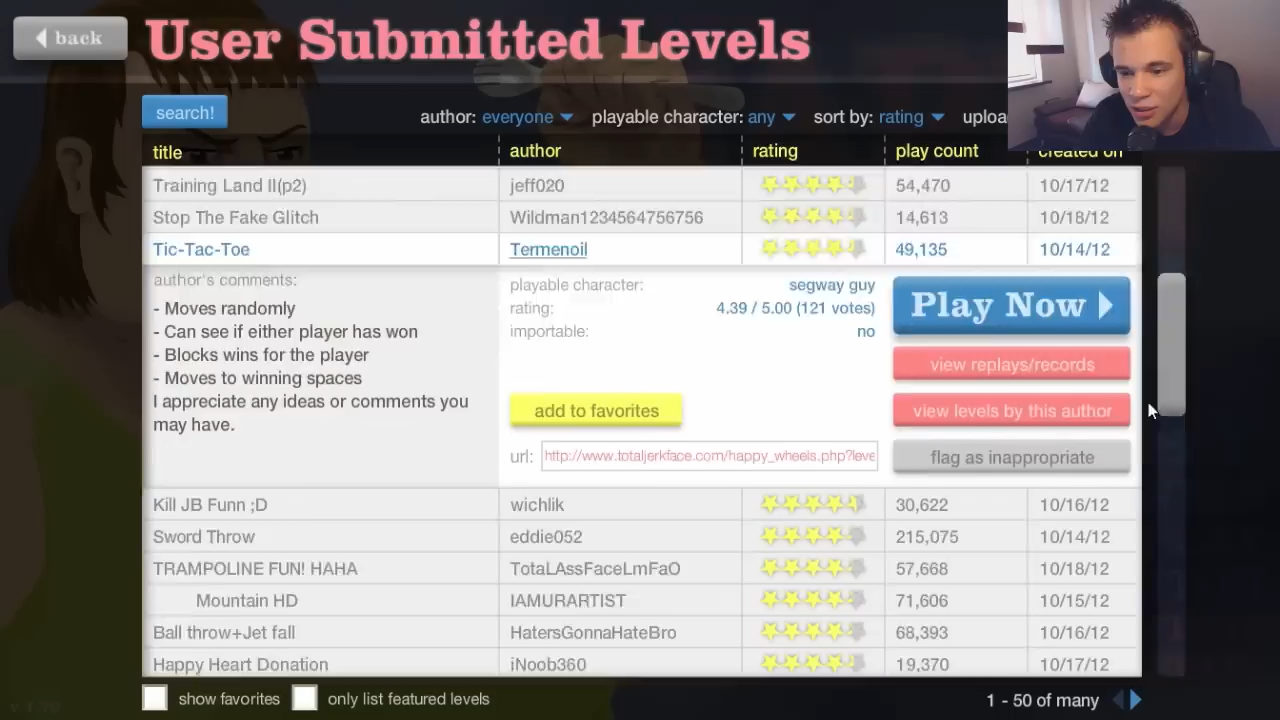 back
User Submitted Levels
search!
author: everyone playable character: any sort by: rating uploa
title author rating play count created on
Training Land II(p2) jeff020 54,470 10/17/12
Stop The Fake Glitch Wildman1234564756756 14,613 10/18/12
Tic-Tac-Toe Termenoil 49,135 10/14/12
author's comments:
- Moves randomly
- Can see if either player has won
- Blocks wins for the player
- Moves to winning spaces
I appreciate any ideas or comments you
may have.
playable character: segway guy
rating: 4.39 / 5.00 (121 votes)
importable: no
add to favorites
url: http://www.totaljerkface.com/happy_wheels.php?leve
Play Now
view replays/records
view levels by this author
flag as inappropriate
Kill JB Funn ;D wichlik 30,622 10/16/12
Sword Throw eddie052 215,075 10/14/12
TRAMPOLINE FUN! HAHA TotaLAssFaceLmFaO 57,668 10/18/12
Mountain HD IAMURARTIST 71,606 10/15/12
Ball throw+Jet fall HatersGonnaHateBro 68,393 10/16/12
Happy Heart Donation iNoob360 19,370 10/17/12
show favorites only list featured levels 1 - 50 of many